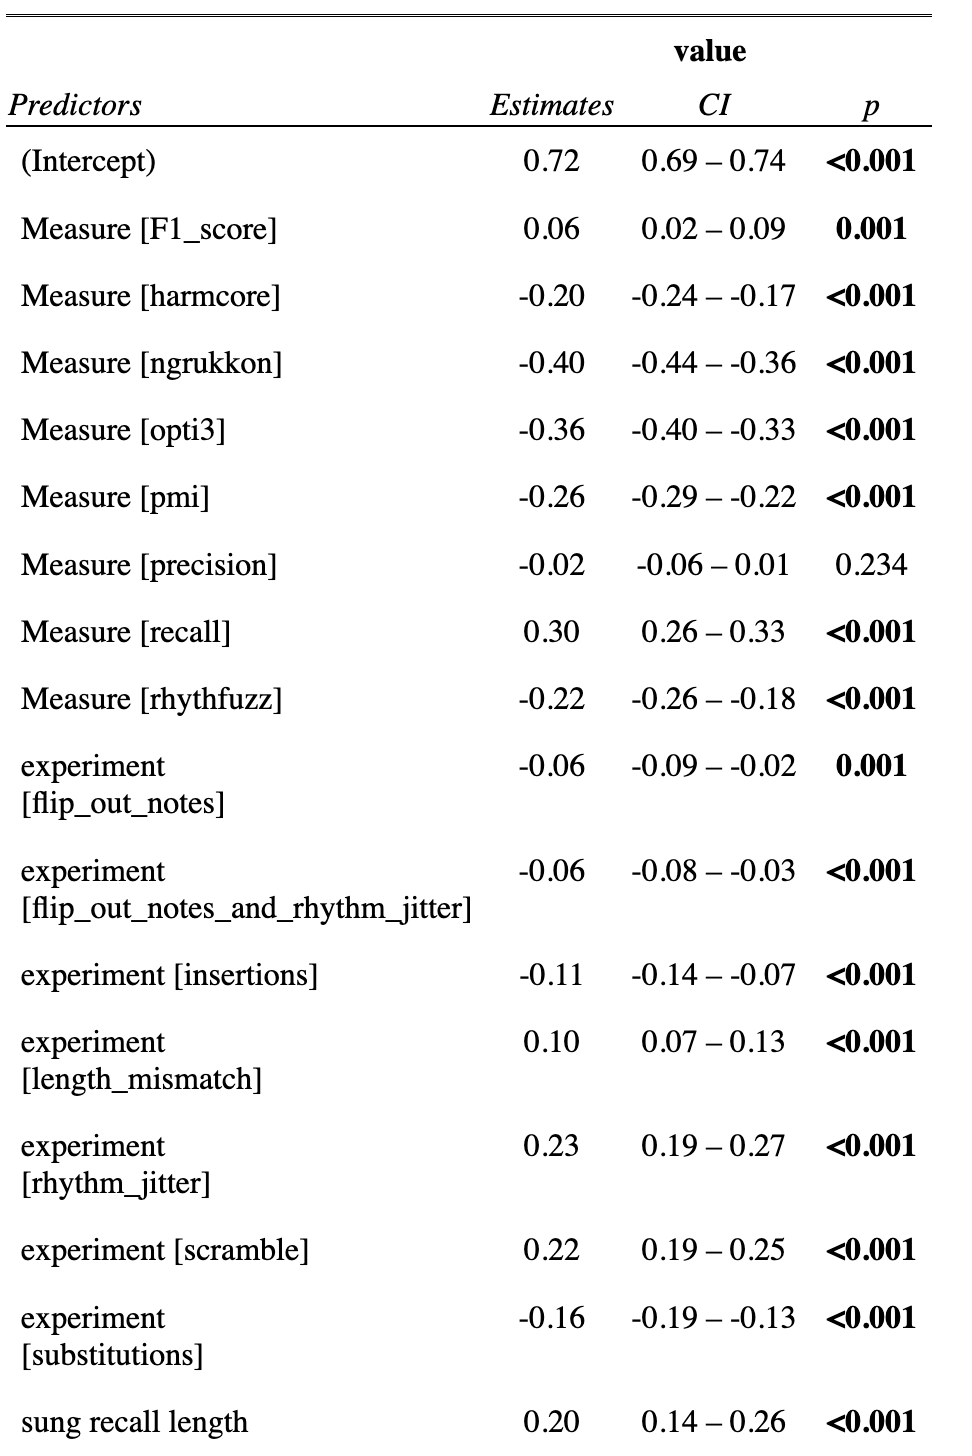 value
Predictors Estimates CI p
(Intercept) 0.72 0.69 – 0.74 <0.001
Measure [F1_score] 0.06 0.02 – 0.09 0.001
Measure [harmcore] -0.20 -0.24 – -0.17 <0.001
Measure [ngrukkon] -0.40 -0.44 – -0.36 <0.001
Measure [opti3] -0.36 -0.40 – -0.33 <0.001
Measure [pmi] -0.26 -0.29 – -0.22 <0.001
Measure [precision] -0.02 -0.06 – 0.01 0.234
Measure [recall] 0.30 0.26 – 0.33 <0.001
Measure [rhythfuzz] -0.22 -0.26 – -0.18 <0.001
experiment -0.06 -0.09 – -0.02 0.001
[flip_out_notes]
experiment -0.06 -0.08 – -0.03 <0.001
[flip_out_notes_and_rhythm_jitter]
experiment [insertions] -0.11 -0.14 – -0.07 <0.001
experiment 0.10 0.07 – 0.13 <0.001
[length_mismatch]
experiment 0.23 0.19 – 0.27 <0.001
[rhythm_jitter]
experiment [scramble] 0.22 0.19 – 0.25 <0.001
experiment -0.16 -0.19 – -0.13 <0.001
[substitutions]
sung recall length 0.20 0.14 – 0.26 <0.001